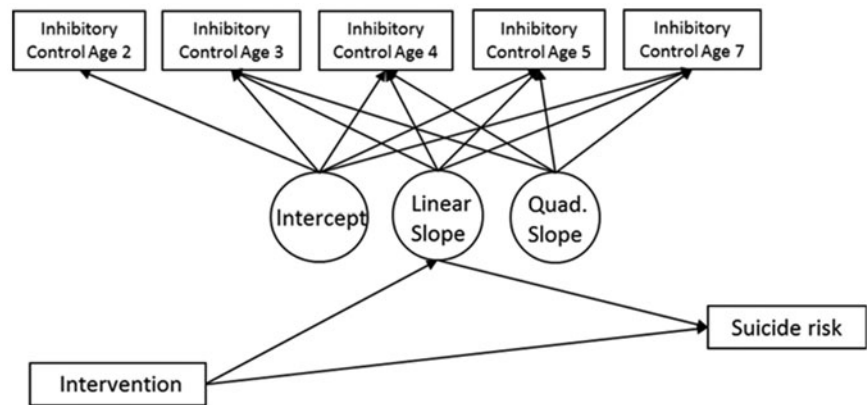 Inhibitory
Control Age 2
Inhibitory
Control Age 3
Inhibitory
Control Age 4
Inhibitory
Control Age 5
Inhibitory
Control Age 7
Intercept
Linear
Slope
Quad.
Slope
Suicide risk
Intervention